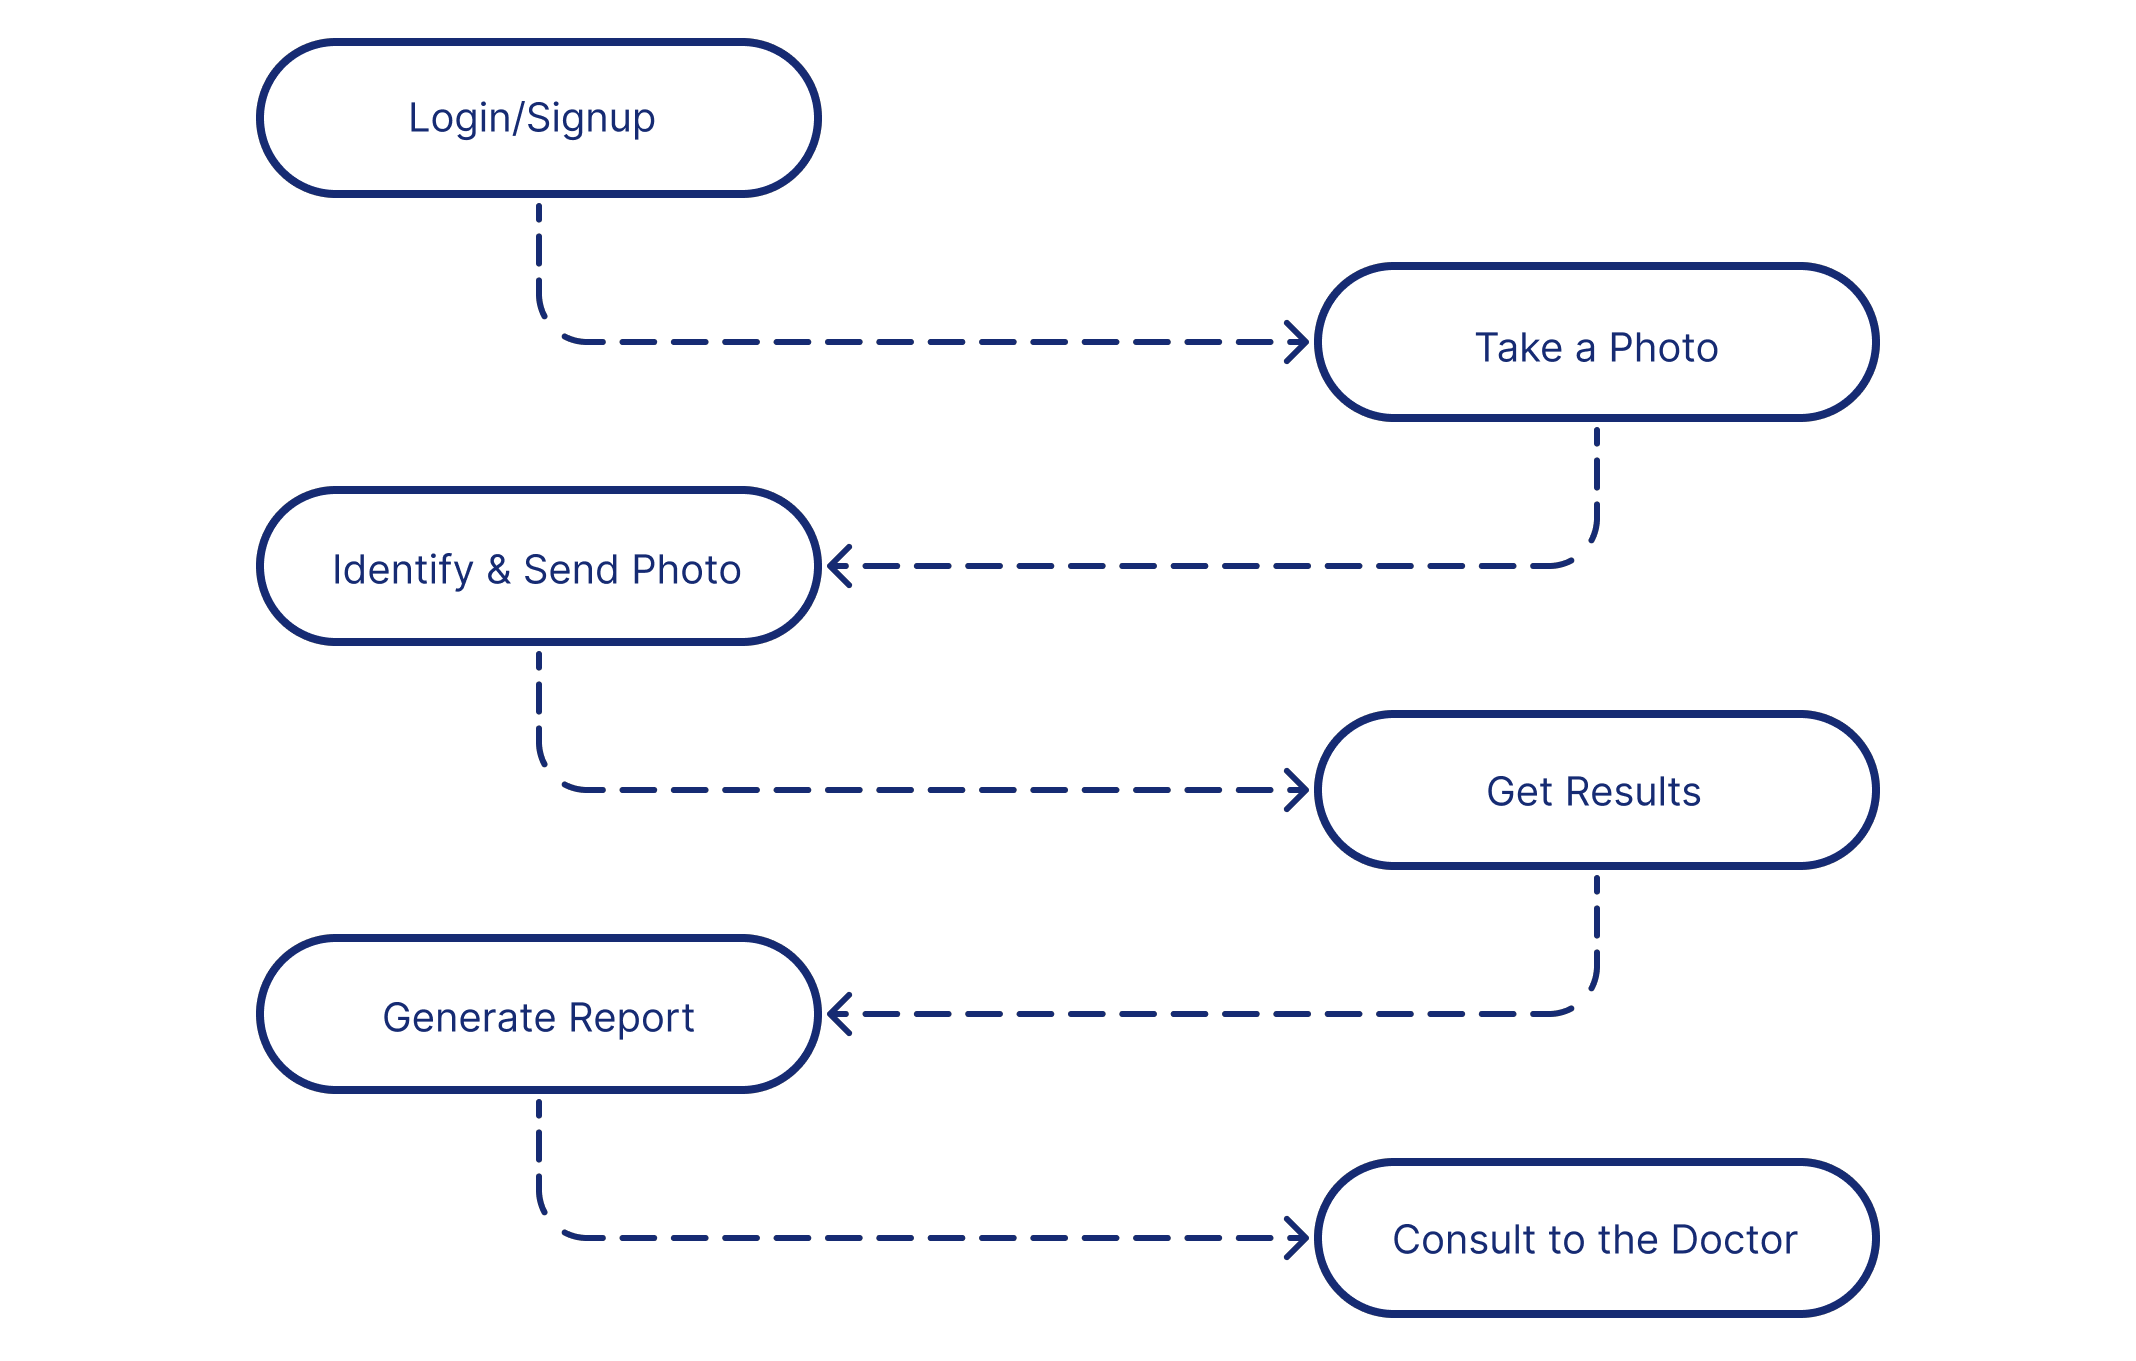 Login/Signup
Take a Photo
Identify & Send Photo
Get Results
Generate Report
Consult to the Doctor